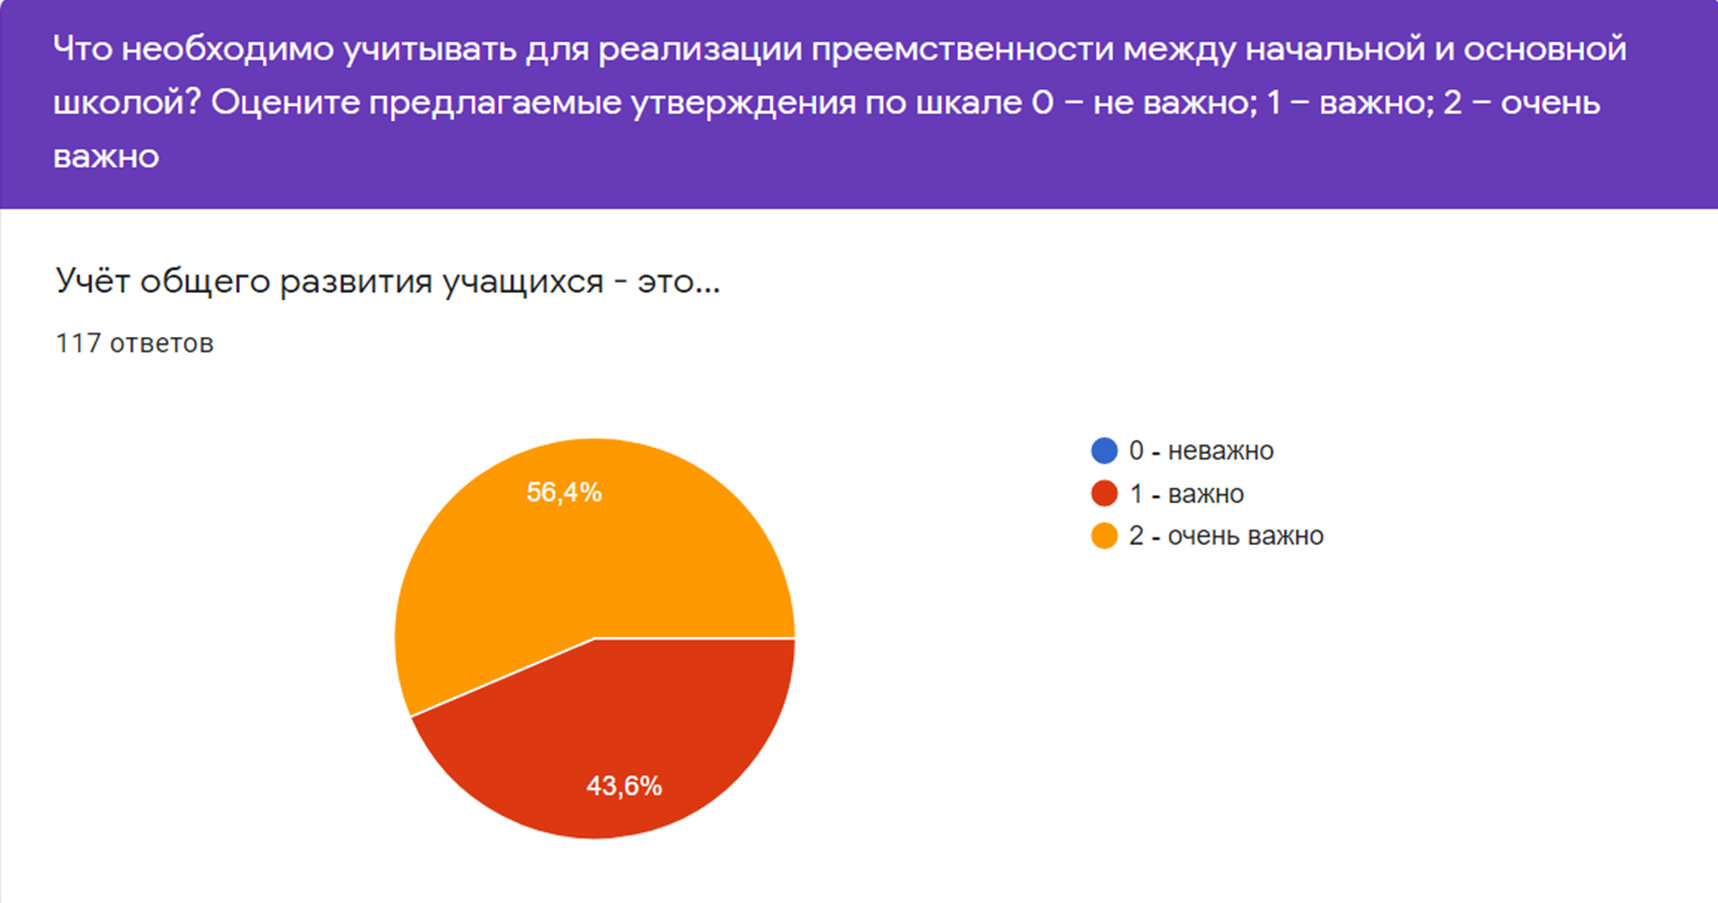 Что необходимо учитывать для реализации преемственности между начальной и основной
школой? Оцените предлагаемые утверждения по шкале 0 – не важно; 1 – важно; 2 – очень
важно
Учёт общего развития учащихся - это...
117 ответов
0 - неважно
1 - важно
2 - очень важно
56,4%
43,6%